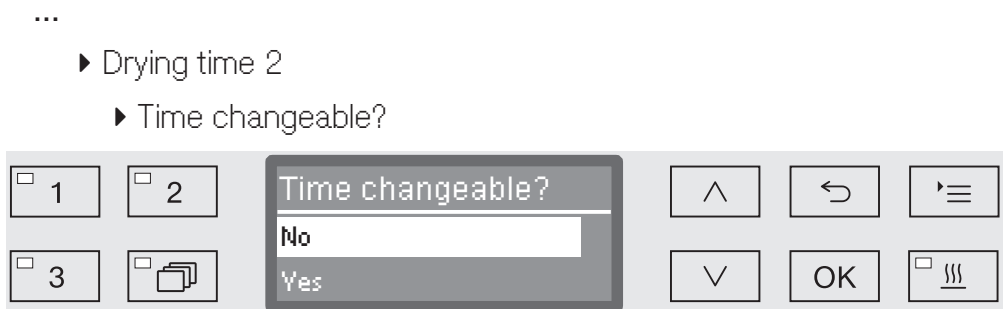 ...
▸ Drying time 2
▸ Time changeable?
1 2 Time changeable?
No
3 Yes OK